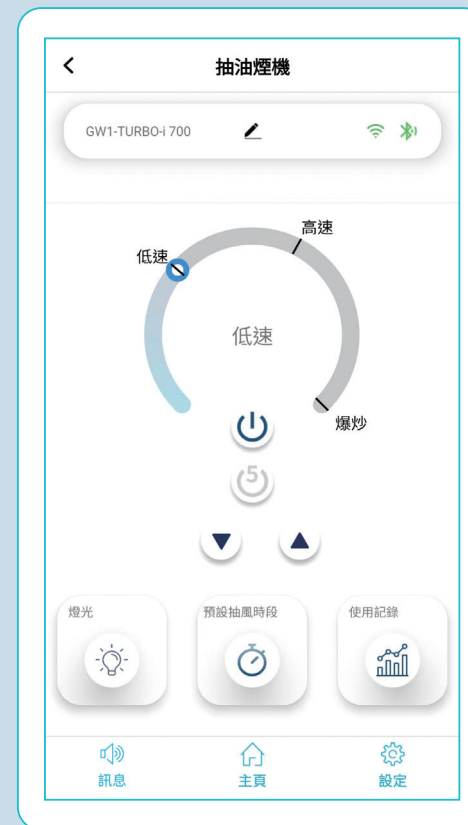 抽油煙機
GW1-TURBO-i 700
高速
低速
低速
爆炒
5
燈光
預設抽風時段
使用記錄
訊息
主頁
設定